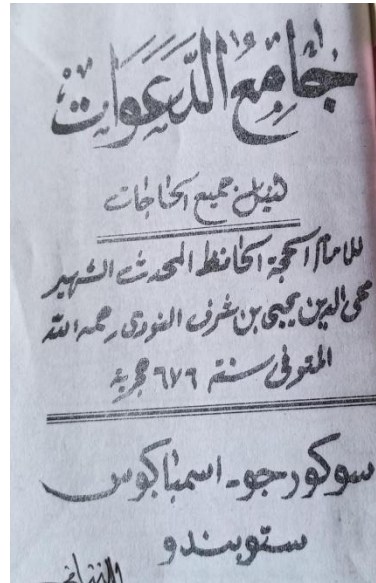 جامع الدعوات
لنيل جميع الحاجات
للامام الحجة الحافظ المحدث الشهير
محي الدين يحيى بن شرف النووي رحمه الله
المتوفى سنة ٦٧٦ هجرية
سوكورجو - اسمباكوس
ستوبندو